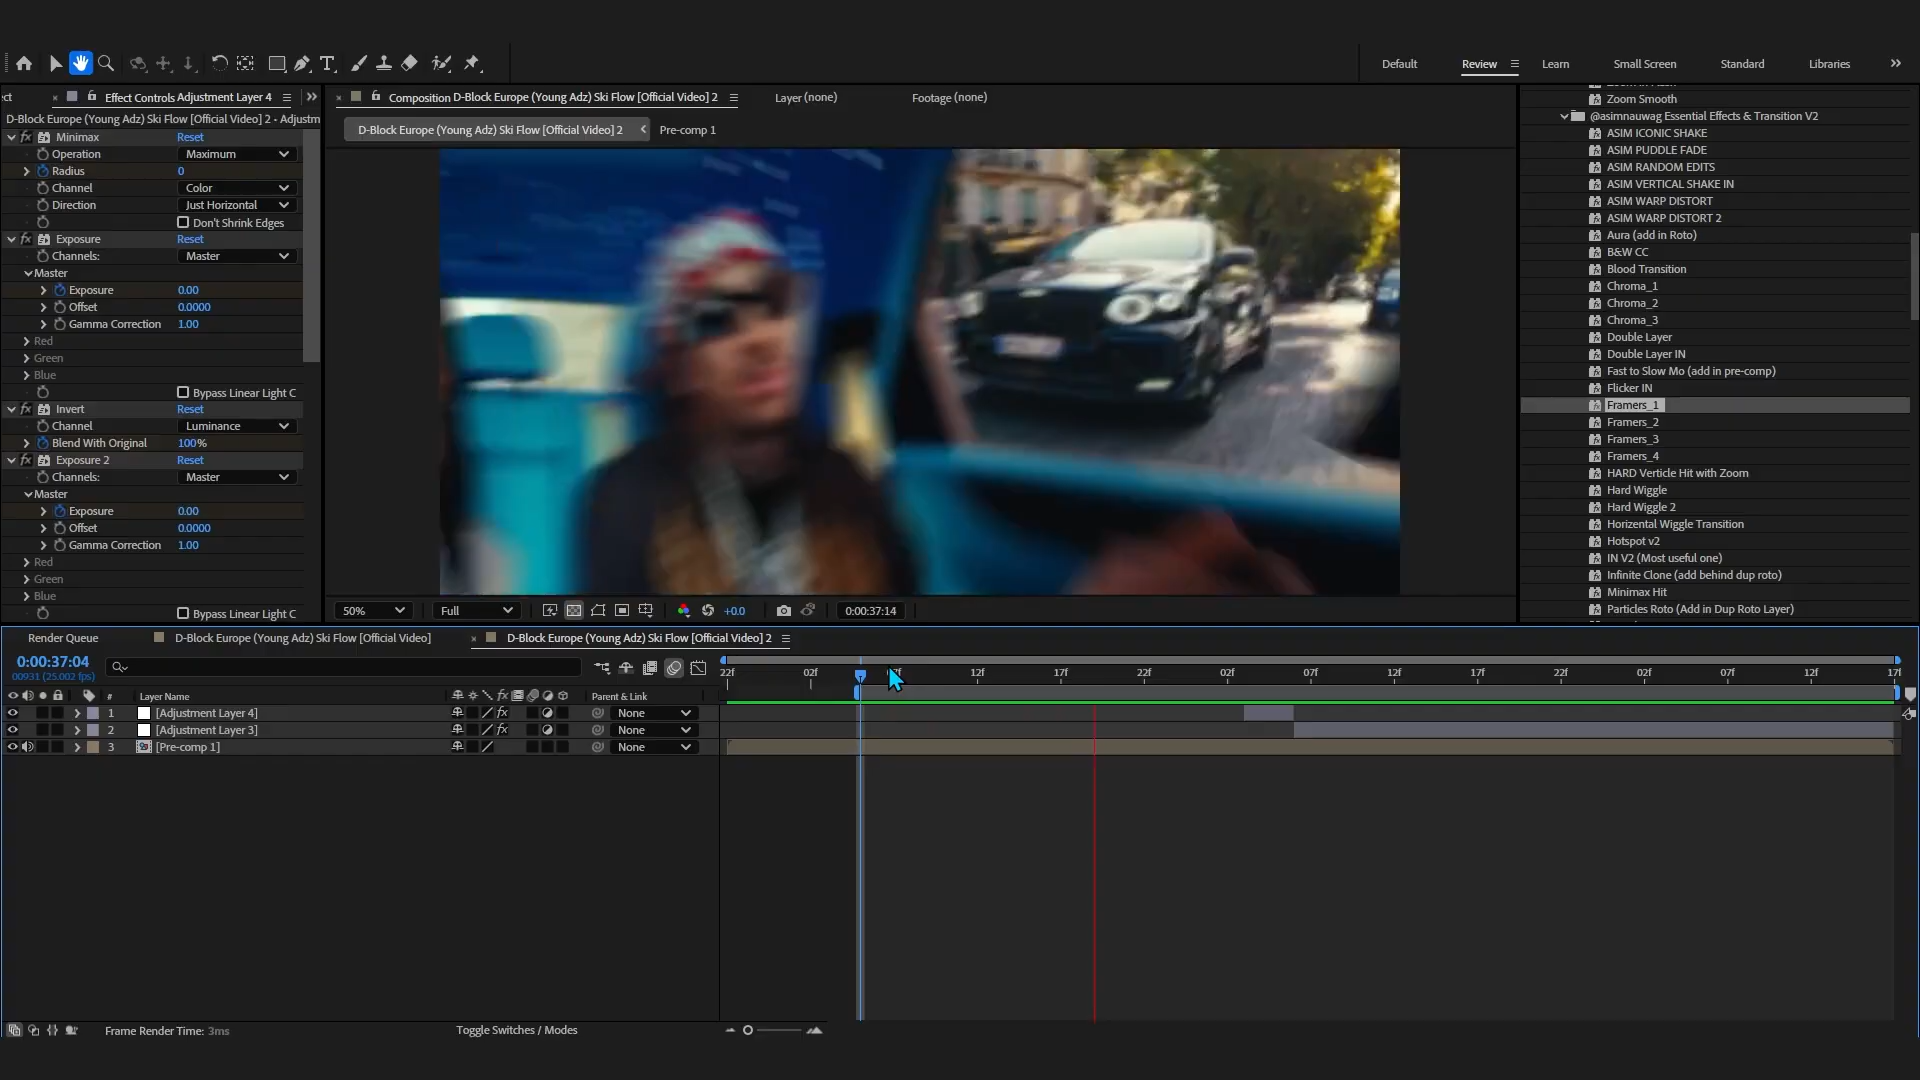 Default
Review
Learn
Small Screen
Standard
Libraries
Effect Controls Adjustment Layer 4
Composition D-Block Europe (Young Adz) Ski Flow [Official Video] 2
Layer (none)
Footage (none)
D-Block Europe (Young Adz) Ski Flow [Official Video] 2 - Adjustm
D-Block Europe (Young Adz) Ski Flow [Official Video] 2
Pre-comp 1
Minimax Reset
Operation Maximum
Radius 0
Channel Color
Direction Just Horizontal
Don't Shrink Edges
Exposure Reset
Channels: Master
Master
Exposure 0.00
Offset 0.0000
Gamma Correction 1.00
Red
Green
Blue
Bypass Linear Light C
Invert Reset
Channel Luminance
Blend With Original 100%
Exposure 2 Reset
Channels: Master
Master
Exposure 0.00
Offset 0.0000
Gamma Correction 1.00
Red
Green
Blue
Bypass Linear Light C
50%
Full
+0.0
0:00:37:14
Zoom Smooth
@asimnauwag Essential Effects & Transition V2
ASIM ICONIC SHAKE
ASIM PUDDLE FADE
ASIM RANDOM EDITS
ASIM VERTICAL SHAKE IN
ASIM WARP DISTORT
ASIM WARP DISTORT 2
Aura (add in Roto)
B&W CC
Blood Transition
Chroma_1
Chroma_2
Chroma_3
Double Layer
Double Layer IN
Fast to Slow Mo (add in pre-comp)
Flicker IN
Framers_1
Framers_2
Framers_3
Framers_4
HARD Verticle Hit with Zoom
Hard Wiggle
Hard Wiggle 2
Horizental Wiggle Transition
Hotspot v2
IN V2 (Most useful one)
Infinite Clone (add behind dup roto)
Minimax Hit
Particles Roto (Add in Dup Roto Layer)
Render Queue
D-Block Europe (Young Adz) Ski Flow [Official Video]
D-Block Europe (Young Adz) Ski Flow [Official Video] 2
0:00:37:04
00931 (25.002 fps)
22f 02f 12f 17f 22f 02f 07f 12f 17f 22f 02f 07f 12f 17f
# Layer Name
Parent & Link
1 [Adjustment Layer 4] None
2 [Adjustment Layer 3] None
3 [Pre-comp 1] None
Frame Render Time: 3ms
Toggle Switches / Modes